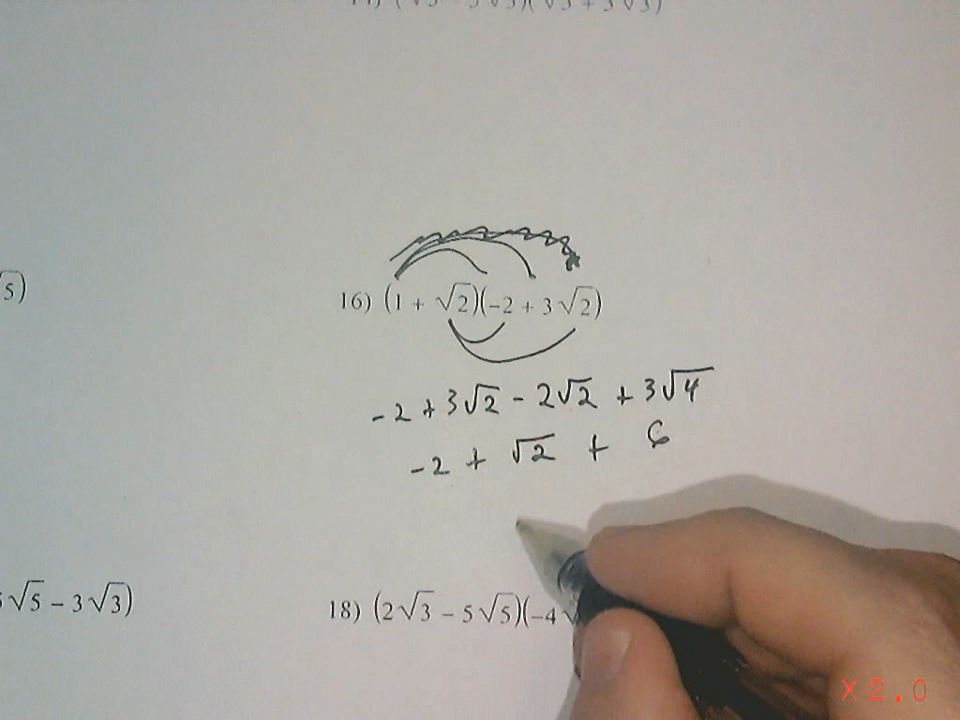 √5)
16) (1 + √2)(-2 + 3√2)
-2 + 3√2 - 2√2 + 3√4
-2 + √2 + 6
√5 - 3√3)
18) (2√3 - 5√5)(-4
X2.0